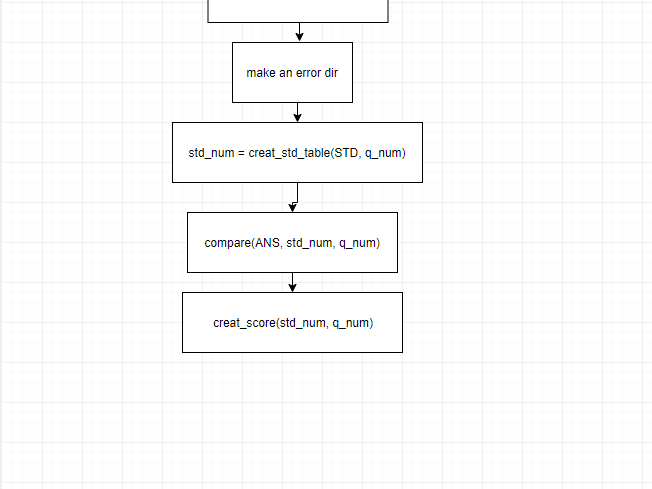 make an error dir
std_num = creat_std_table(STD, q_num)
compare(ANS, std_num, q_num)
creat_score(std_num, q_num)